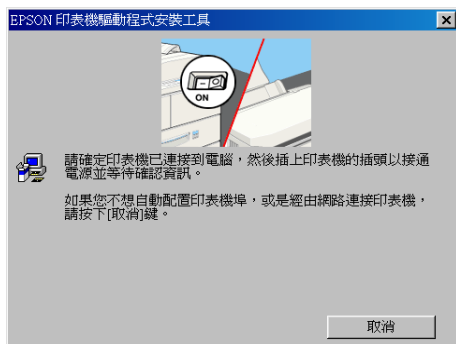 EPSON 印表機驅動程式安裝工具
ON
請確定印表機已連接到電腦，然後插上印表機的插頭以接通
電源並等待確認資訊。
如果您不想自動配置印表機埠，或是經由網路連接印表機，
請按下[取消]鍵。
取消